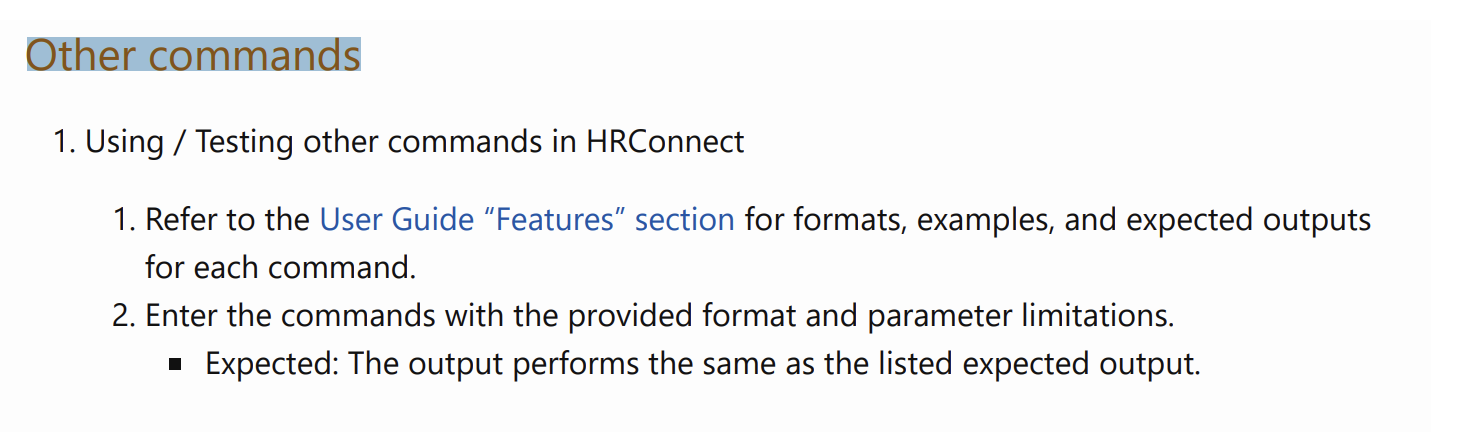 Other commands
1. Using / Testing other commands in HRConnect
1. Refer to the User Guide “Features” section for formats, examples, and expected outputs
for each command.
2. Enter the commands with the provided format and parameter limitations.
▪ Expected: The output performs the same as the listed expected output.